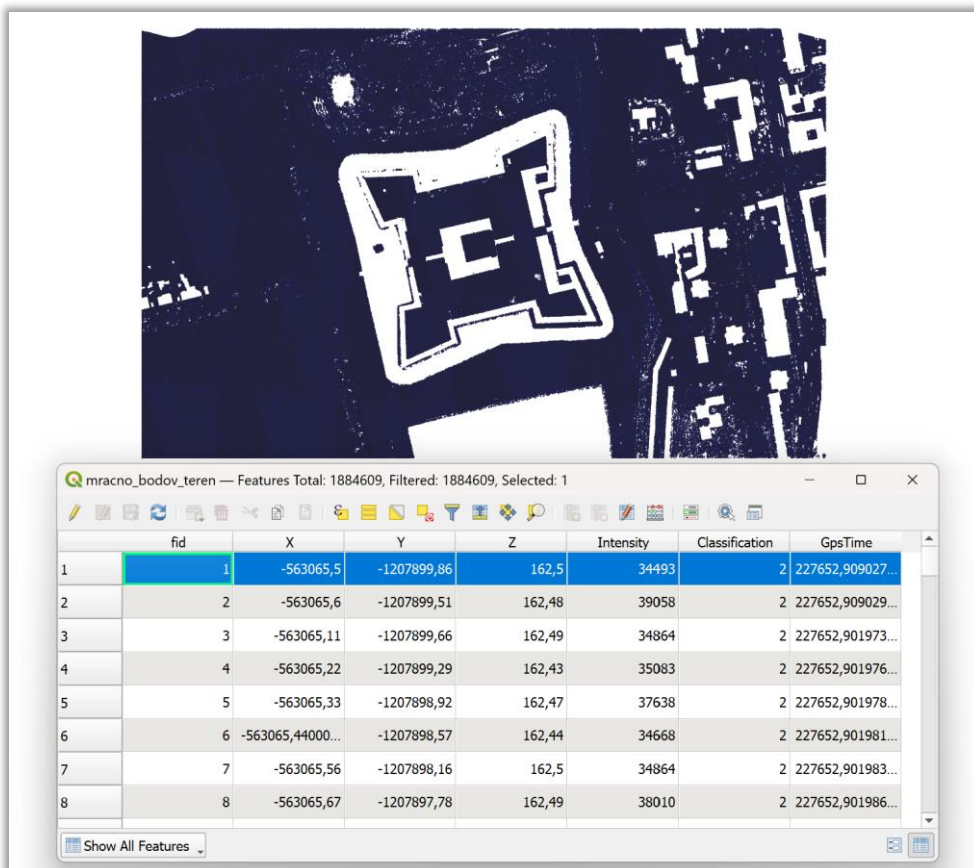 mracno_bodov_teren — Features Total: 1884609, Filtered: 1884609, Selected: 1
fid X Y Z Intensity Classification GpsTime
1 1 -563065,5 -1207899,86 162,5 34493 2 227652,909027...
2 2 -563065,6 -1207899,51 162,48 39058 2 227652,909029...
3 3 -563065,11 -1207899,66 162,49 34864 2 227652,901973...
4 4 -563065,22 -1207899,29 162,43 35083 2 227652,901976...
5 5 -563065,33 -1207898,92 162,47 37638 2 227652,901978...
6 6 -563065,44000... -1207898,57 162,44 34668 2 227652,901981...
7 7 -563065,56 -1207898,16 162,5 34864 2 227652,901983...
8 8 -563065,67 -1207897,78 162,49 38010 2 227652,901986...
Show All Features